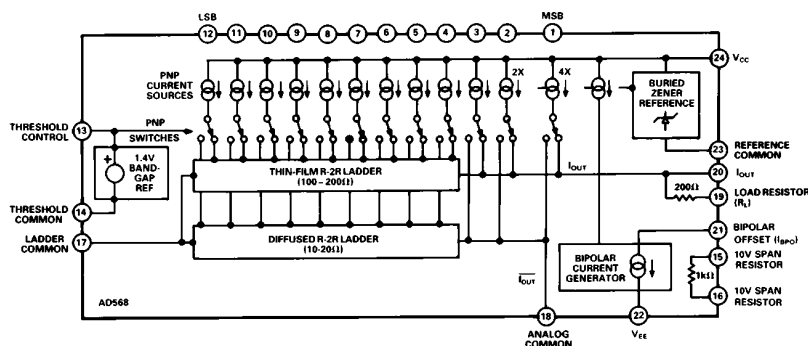 LSB
MSB
12
11
10
9
8
7
6
5
4
3
2
1
24
VCC
PNP
CURRENT
SOURCES
2X
4X
BURIED
ZENER
REFERENCE
THRESHOLD
CONTROL
13
PNP
SWITCHES
1.4V
BAND-
GAP
REF
+
23
REFERENCE
COMMON
THIN-FILM R-2R LADDER
(100–200Ω)
IOUT
20
IOUT
200Ω
19
LOAD RESISTOR
(RL)
THRESHOLD
COMMON
14
LADDER
COMMON
17
DIFFUSED R-2R LADDER
(10-20Ω)
IOUT
BIPOLAR
CURRENT
GENERATOR
21
BIPOLAR
OFFSET (IBPO)
15
10V SPAN
RESISTOR
1kΩ
16
10V SPAN
RESISTOR
AD568
18
ANALOG
COMMON
22
VEE